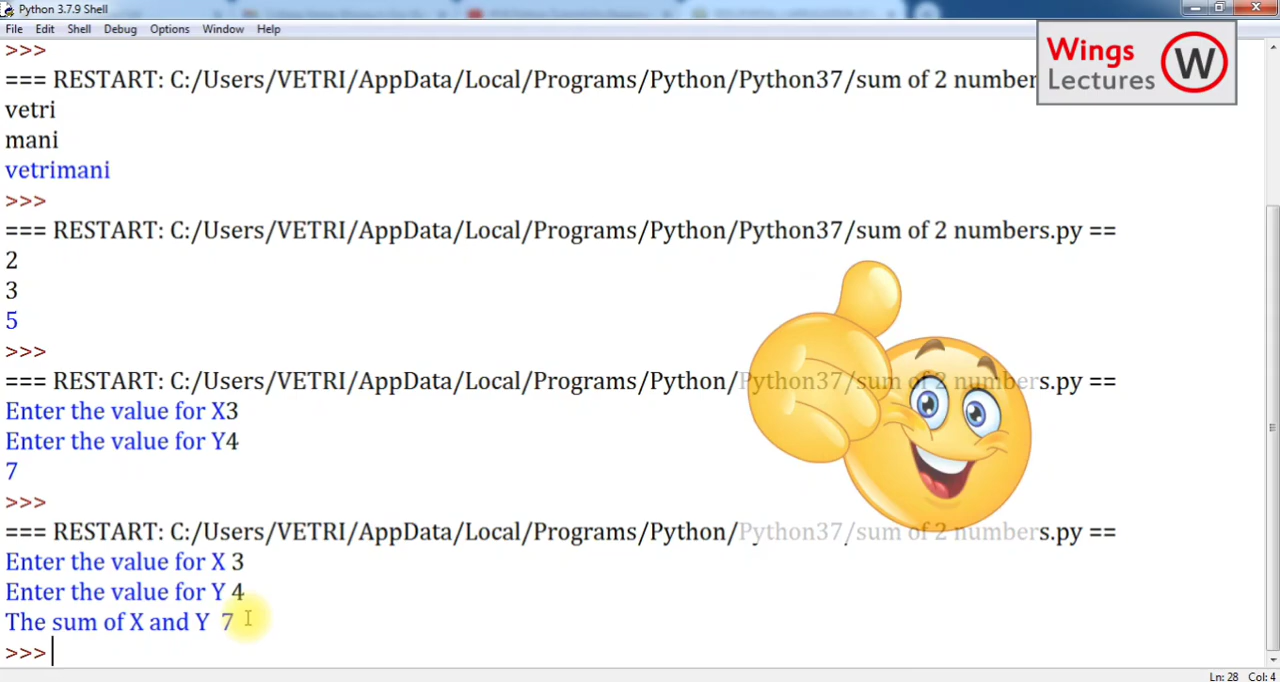 Python 3.7.9 Shell
File Edit Shell Debug Options Window Help
Wings
Lectures
W
>>>
=== RESTART: C:/Users/VETRI/AppData/Local/Programs/Python/Python37/sum of 2 number
vetri
mani
vetrimani
>>>
=== RESTART: C:/Users/VETRI/AppData/Local/Programs/Python/Python37/sum of 2 numbers.py ==
2
3
5
>>>
=== RESTART: C:/Users/VETRI/AppData/Local/Programs/Python/Python37/sum of 2 numbers.py ==
Enter the value for X3
Enter the value for Y4
7
>>>
=== RESTART: C:/Users/VETRI/AppData/Local/Programs/Python/Python37/sum of 2 numbers.py ==
Enter the value for X 3
Enter the value for Y 4
The sum of X and Y  7
>>>
Ln: 28 Col: 4